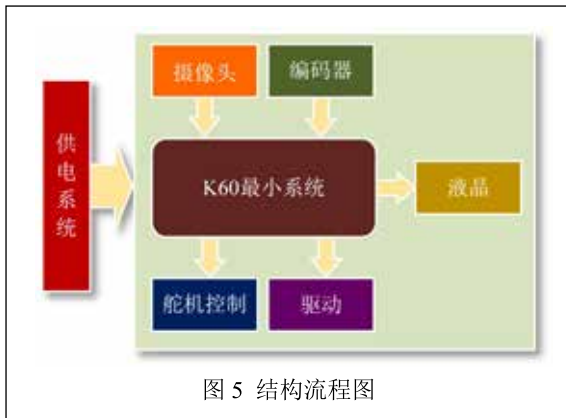 摄像头
编码器
供电系统
K60最小系统
液晶
舵机控制
驱动
图 5 结构流程图